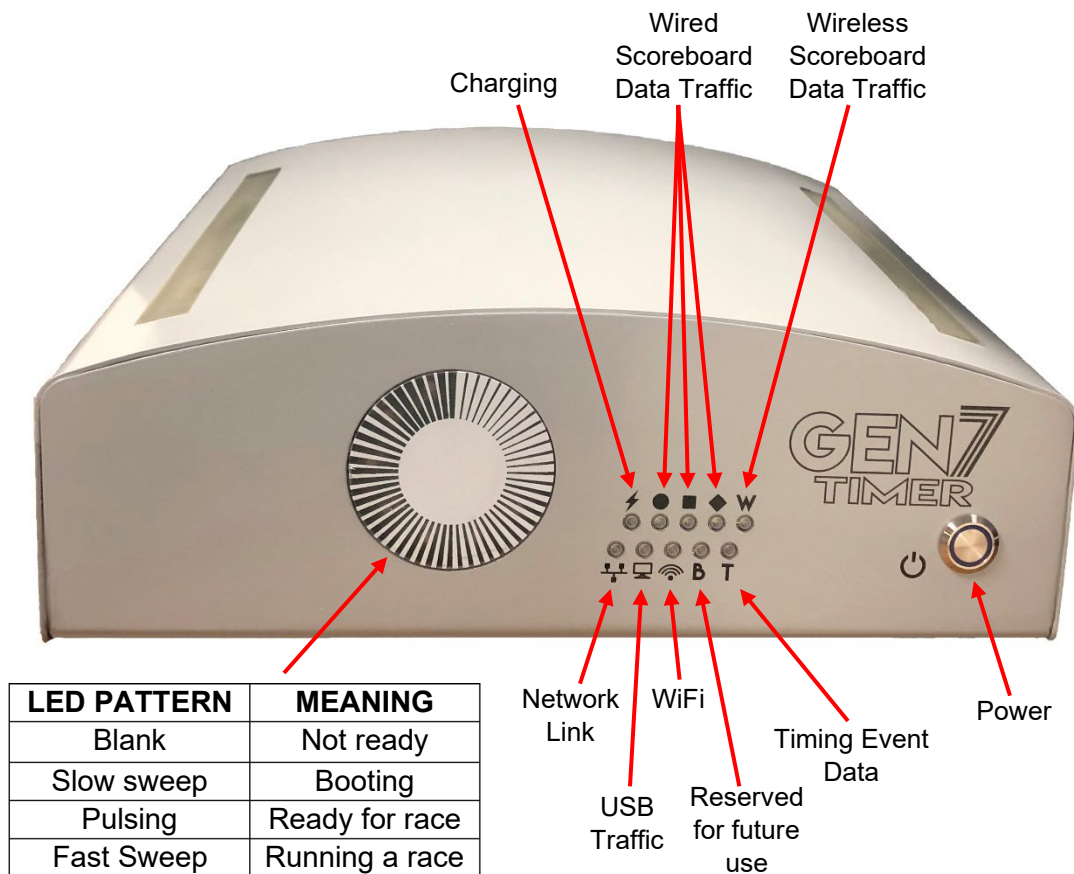 Wired
Scoreboard
Data Traffic
Wireless
Scoreboard
Data Traffic
Charging
GEN7
TIMER
W
B
T
LED PATTERN MEANING
Blank Not ready
Slow sweep Booting
Pulsing Ready for race
Fast Sweep Running a race
Network
Link
WiFi
Power
Timing Event
Data
USB
Traffic
Reserved
for future
use